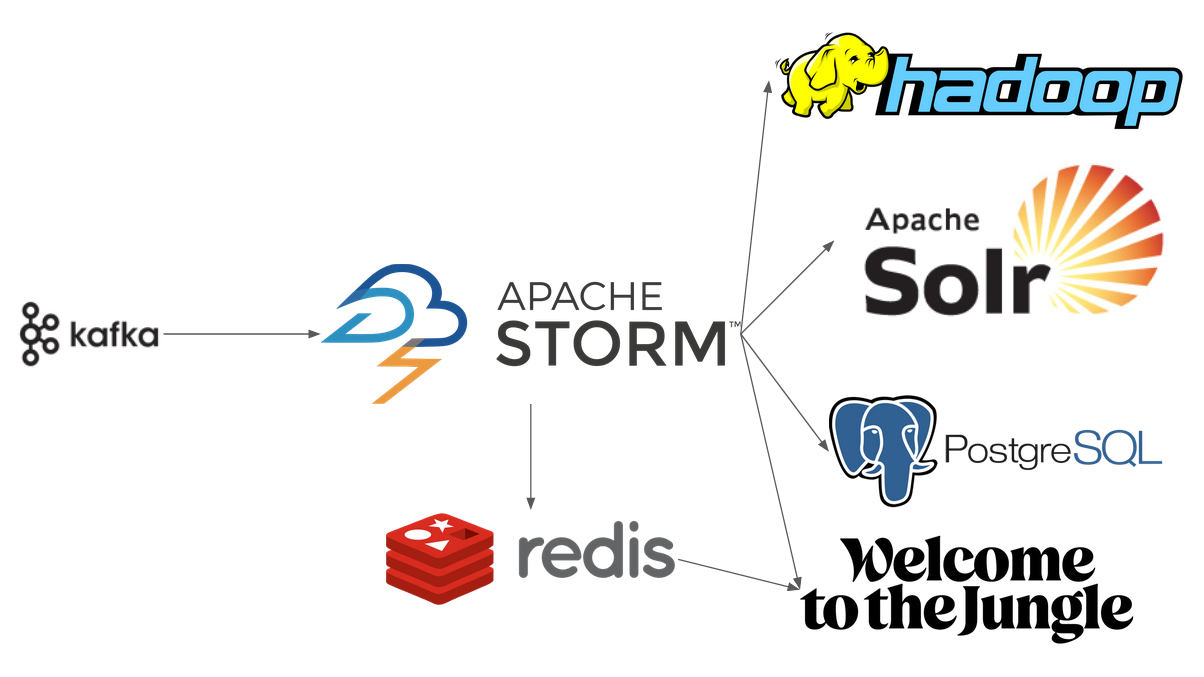 hadoop
Apache
Solr
kafka
APACHE
STORM™
PostgreSQL
redis
Welcome
to the Jungle